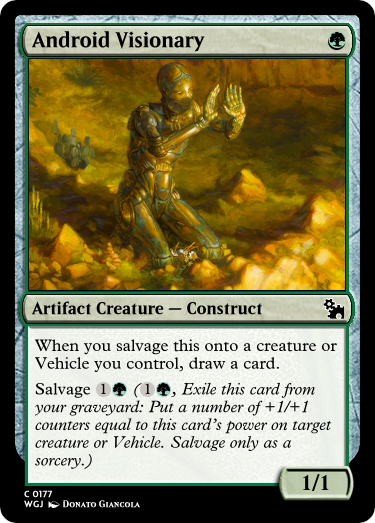 Android Visionary
Artifact Creature — Construct
When you salvage this onto a creature or
Vehicle you control, draw a card.
Salvage 1 (1, Exile this card from
your graveyard: Put a number of +1/+1
counters equal to this card's power on target
creature or Vehicle. Salvage only as a
sorcery.)
1/1
C 0177
WGJ Donato Giancola